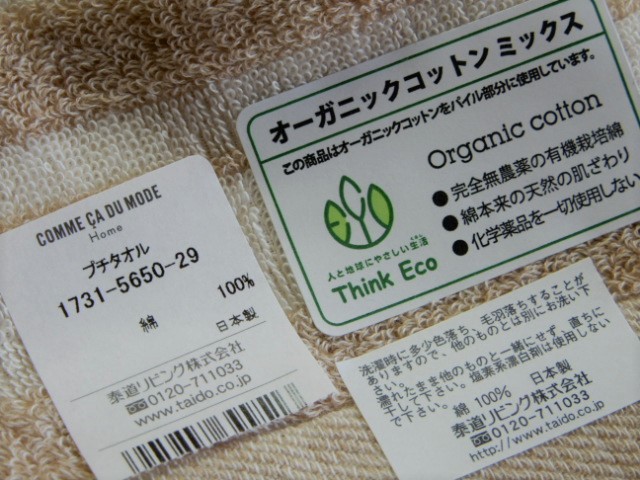 オーガニックコットンミックス
この商品はオーガニックコットンをパイル部分に使用しています。
Organic cotton
●完全無農薬の有機栽培綿
●綿本来の天然の肌ざわり
●化学薬品を一切使用しない
人と地球にやさしい生活
Think Eco
COMME ÇA DU MODE
Home
プチタオル
1731-5650-29
綿 100%
日本製
泰道リビング株式会社
0120-711033
www.taido.co.jp
洗濯時に多少色落ち、毛羽落ちすることが
ありますので、他のものとは別にお洗い下
さい。
濡れたまま他のものと一緒にせず、直ちに
干して下さい。塩素系漂白剤は使用しない
で下さい。
綿 100% 日本製
泰道リビング株式会社
0120-711033
http://www.taido.co.jp